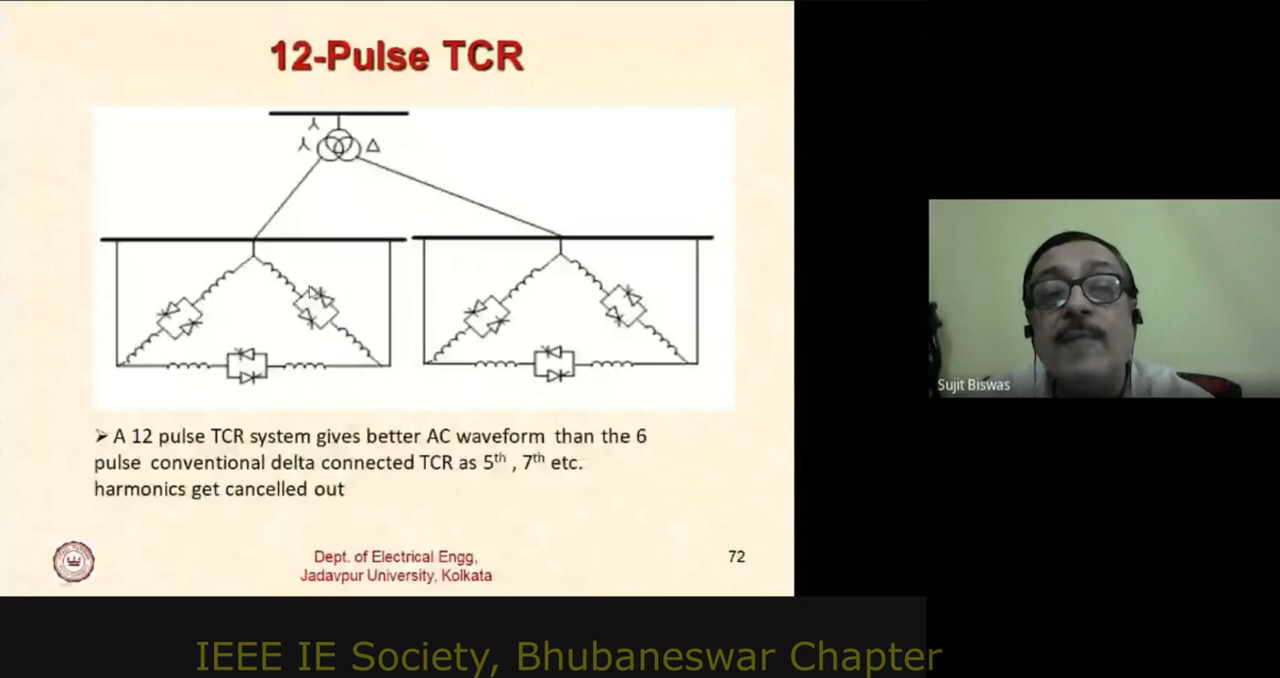 12-Pulse TCR
➢ A 12 pulse TCR system gives better AC waveform than the 6
pulse conventional delta connected TCR as 5th , 7th etc.
harmonics get cancelled out
Dept. of Electrical Engg,
Jadavpur University, Kolkata
72
Sujit Biswas
IEEE IE Society, Bhubaneswar Chapter